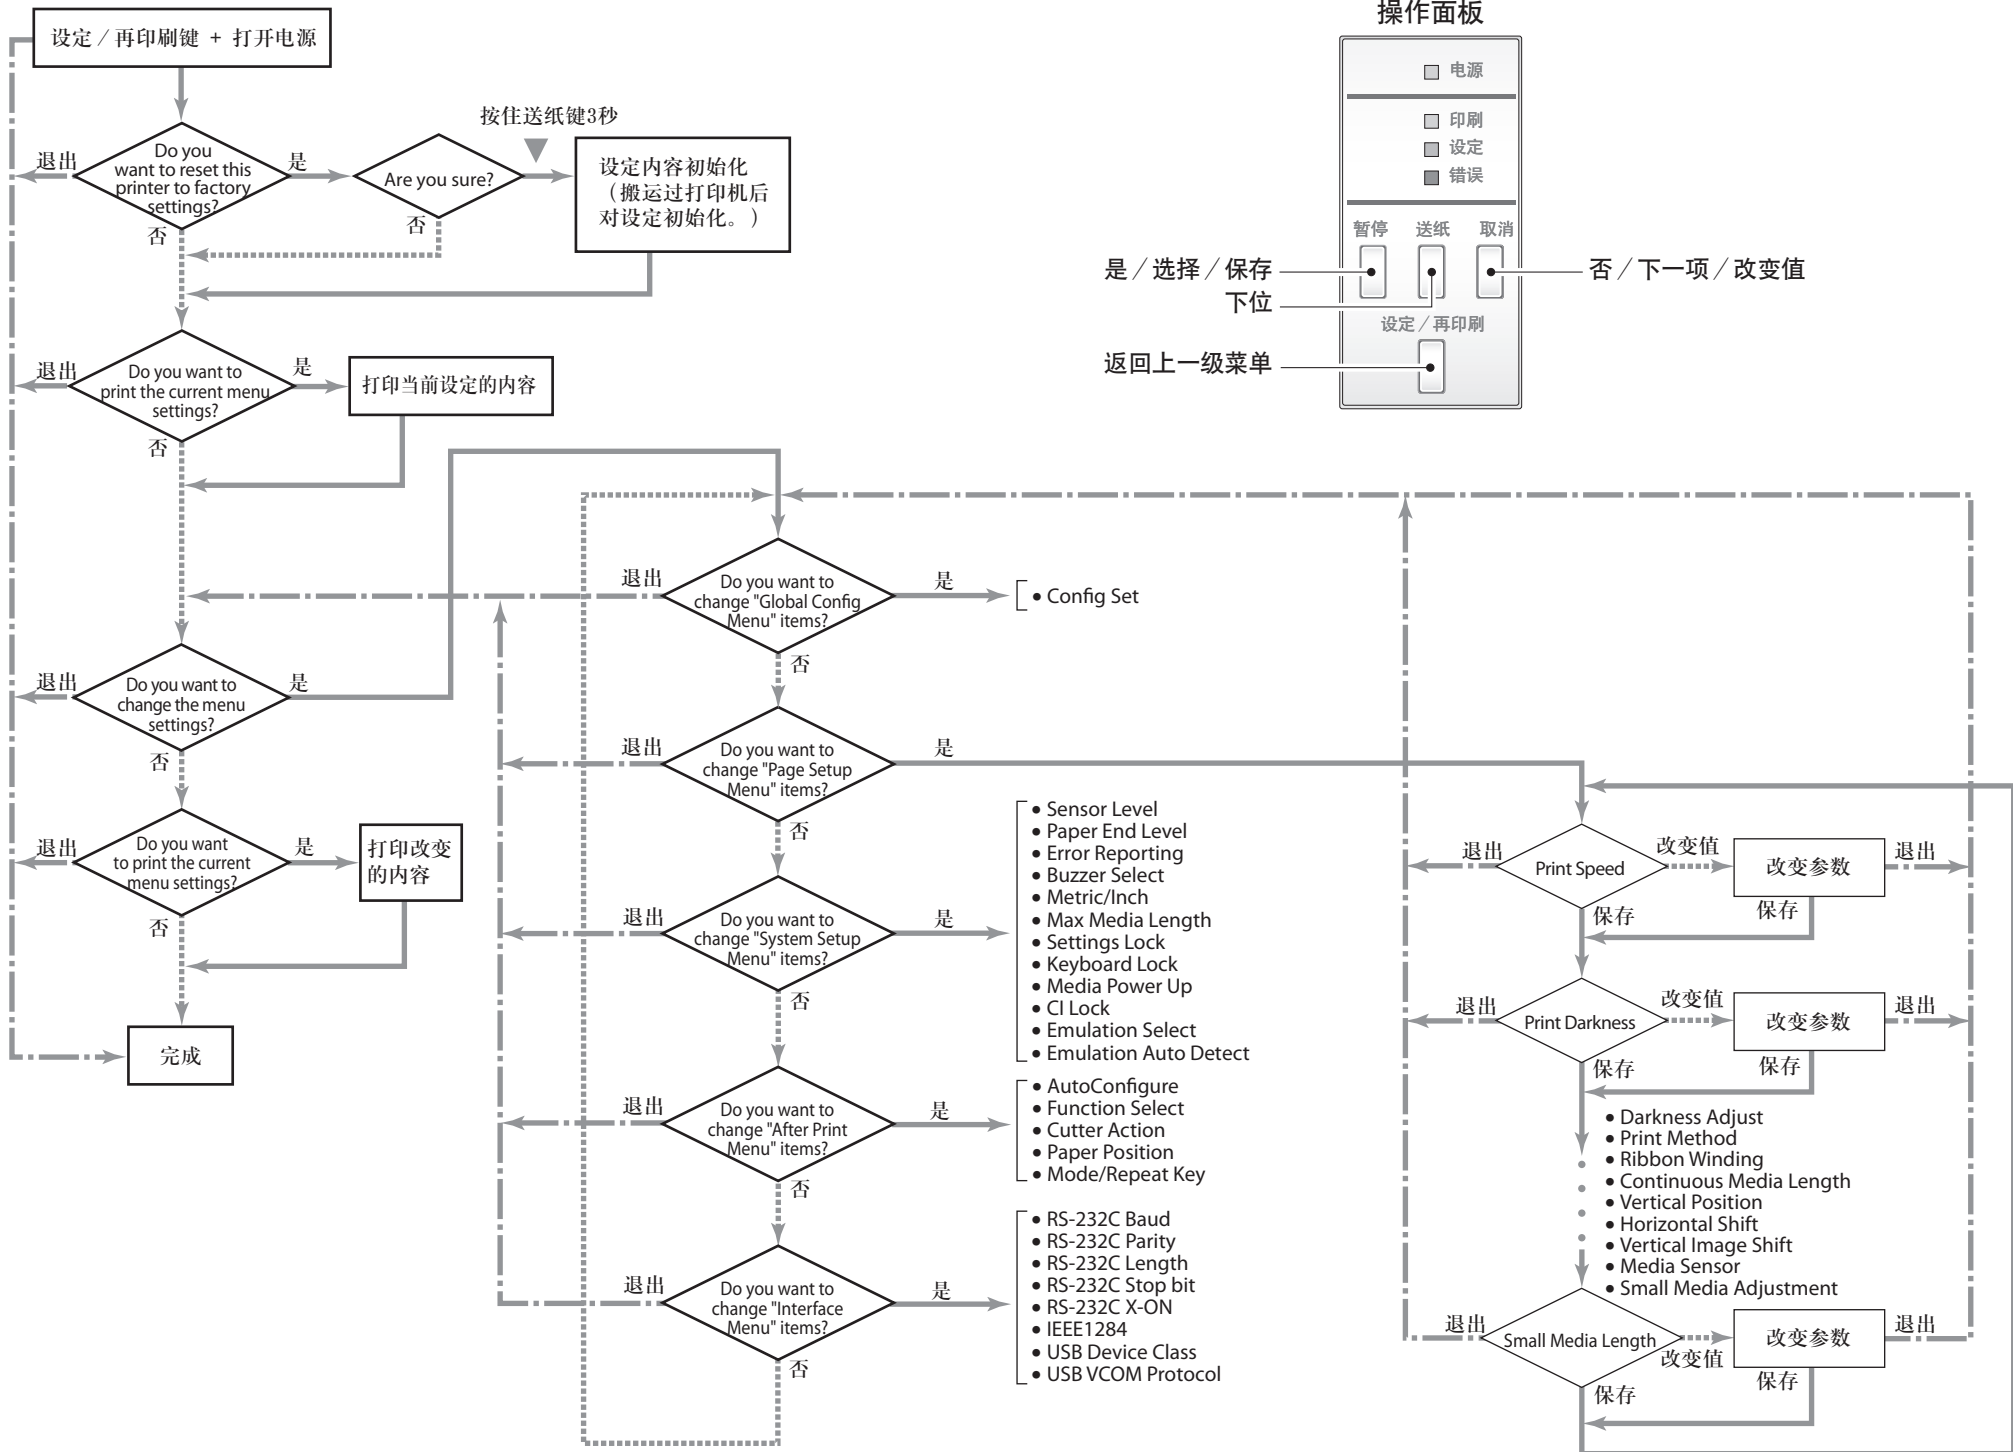 设定／再印刷键 + 打开电源
退出
Do you
want to reset this
printer to factory
settings?
是
否
Are you sure?
否
按住送纸键3秒
设定内容初始化
（搬运过打印机后
对设定初始化。）
退出
Do you want to
print the current menu
settings?
是
否
打印当前设定的内容
退出
Do you want to
change the menu
settings?
是
否
退出
Do you want
to print the current
menu settings?
是
否
打印改变
的内容
完成
操作面板
电源
印刷
设定
错误
暂停 送纸 取消
是／选择／保存
下位
否／下一项／改变值
设定／再印刷
返回上一级菜单
退出
Do you want to
change "Global Config
Menu" items?
是
否
• Config Set
退出
Do you want to
change "Page Setup
Menu" items?
是
否
退出
Do you want to
change "System Setup
Menu" items?
是
否
• Sensor Level
• Paper End Level
• Error Reporting
• Buzzer Select
• Metric/Inch
• Max Media Length
• Settings Lock
• Keyboard Lock
• Media Power Up
• CI Lock
• Emulation Select
• Emulation Auto Detect
退出
Do you want to
change "After Print
Menu" items?
是
否
• AutoConfigure
• Function Select
• Cutter Action
• Paper Position
• Mode/Repeat Key
退出
Do you want to
change "Interface
Menu" items?
是
否
• RS-232C Baud
• RS-232C Parity
• RS-232C Length
• RS-232C Stop bit
• RS-232C X-ON
• IEEE1284
• USB Device Class
• USB VCOM Protocol
退出
Print Speed
改变值
改变参数
退出
保存
保存
退出
Print Darkness
改变值
改变参数
退出
保存
保存
• Darkness Adjust
• Print Method
• Ribbon Winding
• Continuous Media Length
• Vertical Position
• Horizontal Shift
• Vertical Image Shift
• Media Sensor
• Small Media Adjustment
退出
Small Media Length
改变值
改变参数
退出
保存
保存